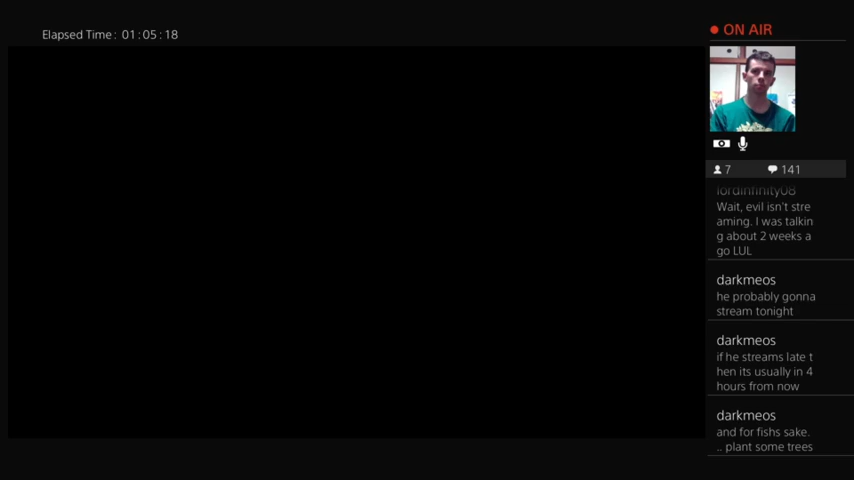 Elapsed Time: 01:05:18
ON AIR
7 141
lordinfinity08
Wait, evil isn't stre
aming. I was talkin
g about 2 weeks a
go LUL
darkmeos
he probably gonna
stream tonight
darkmeos
if he streams late t
hen its usually in 4
hours from now
darkmeos
and for fishs sake.
.. plant some trees